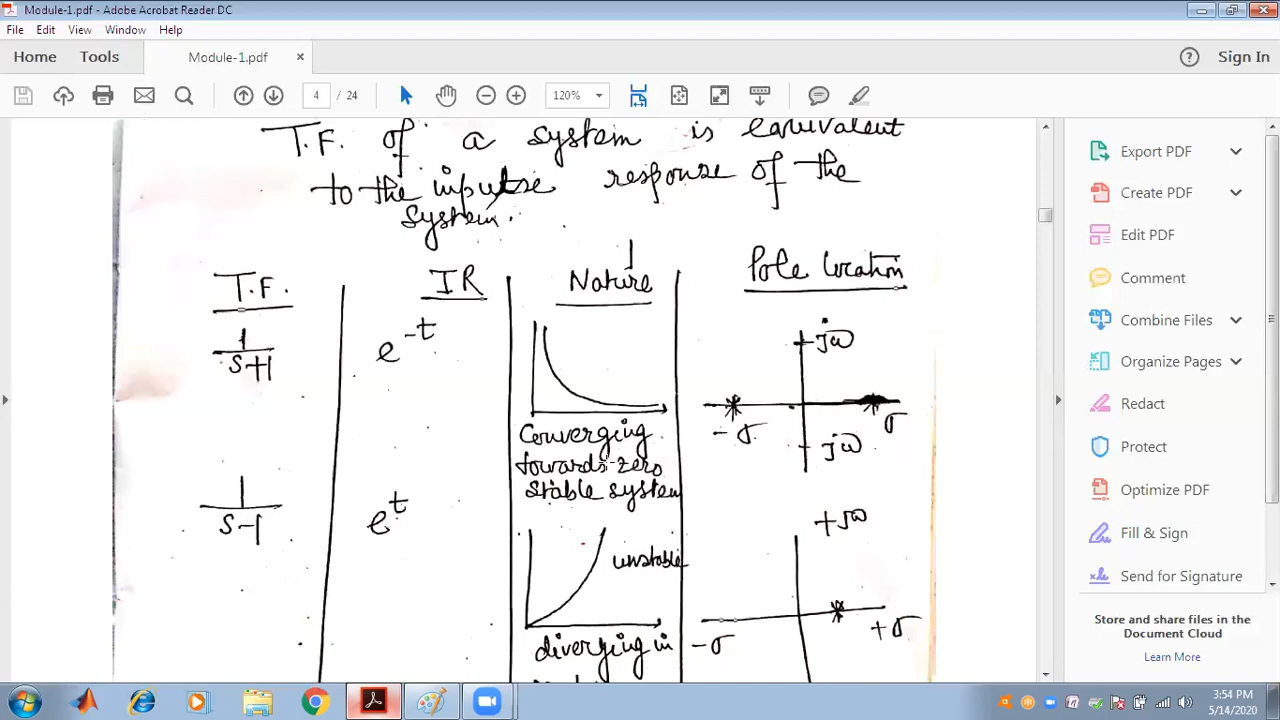 Module-1.pdf - Adobe Acrobat Reader DC
File Edit View Window Help
Home Tools Module-1.pdf × Sign In
4 / 24 120%
T.F. of a system is equivalent
to the inpulse response of the
system.
T.F. IR Nature Pole location
1/(s+1) e^-t
jω
-σ σ
jω
Converging
towards zero
stable system
1/(s-1) e^t
+jω
unstable
-σ +σ
diverging in
Export PDF
Create PDF
Edit PDF
Comment
Combine Files
Organize Pages
Redact
Protect
Optimize PDF
Fill & Sign
Send for Signature
Store and share files in the
Document Cloud
Learn More
3:54 PM
5/14/2020